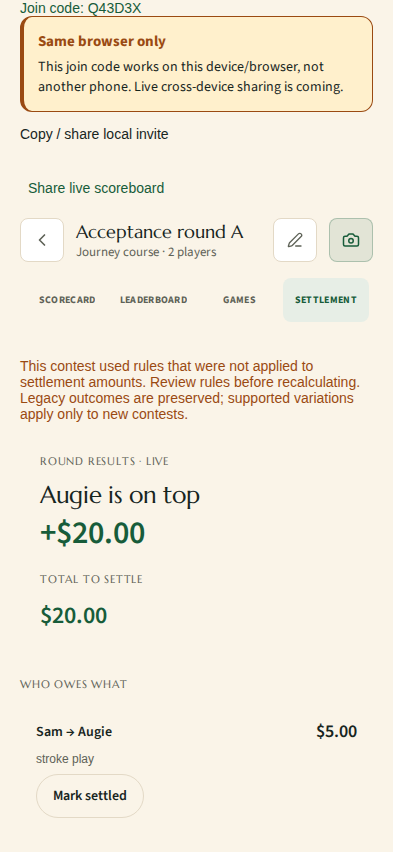 Join code: Q43D3X
Same browser only
This join code works on this device/browser, not
another phone. Live cross-device sharing is coming.
Copy / share local invite
Share live scoreboard
Acceptance round A
Journey course · 2 players
SCORECARD LEADERBOARD GAMES SETTLEMENT
This contest used rules that were not applied to
settlement amounts. Review rules before recalculating.
Legacy outcomes are preserved; supported variations
apply only to new contests.
ROUND RESULTS · LIVE
Augie is on top
+$20.00
TOTAL TO SETTLE
$20.00
WHO OWES WHAT
Sam → Augie $5.00
stroke play
Mark settled